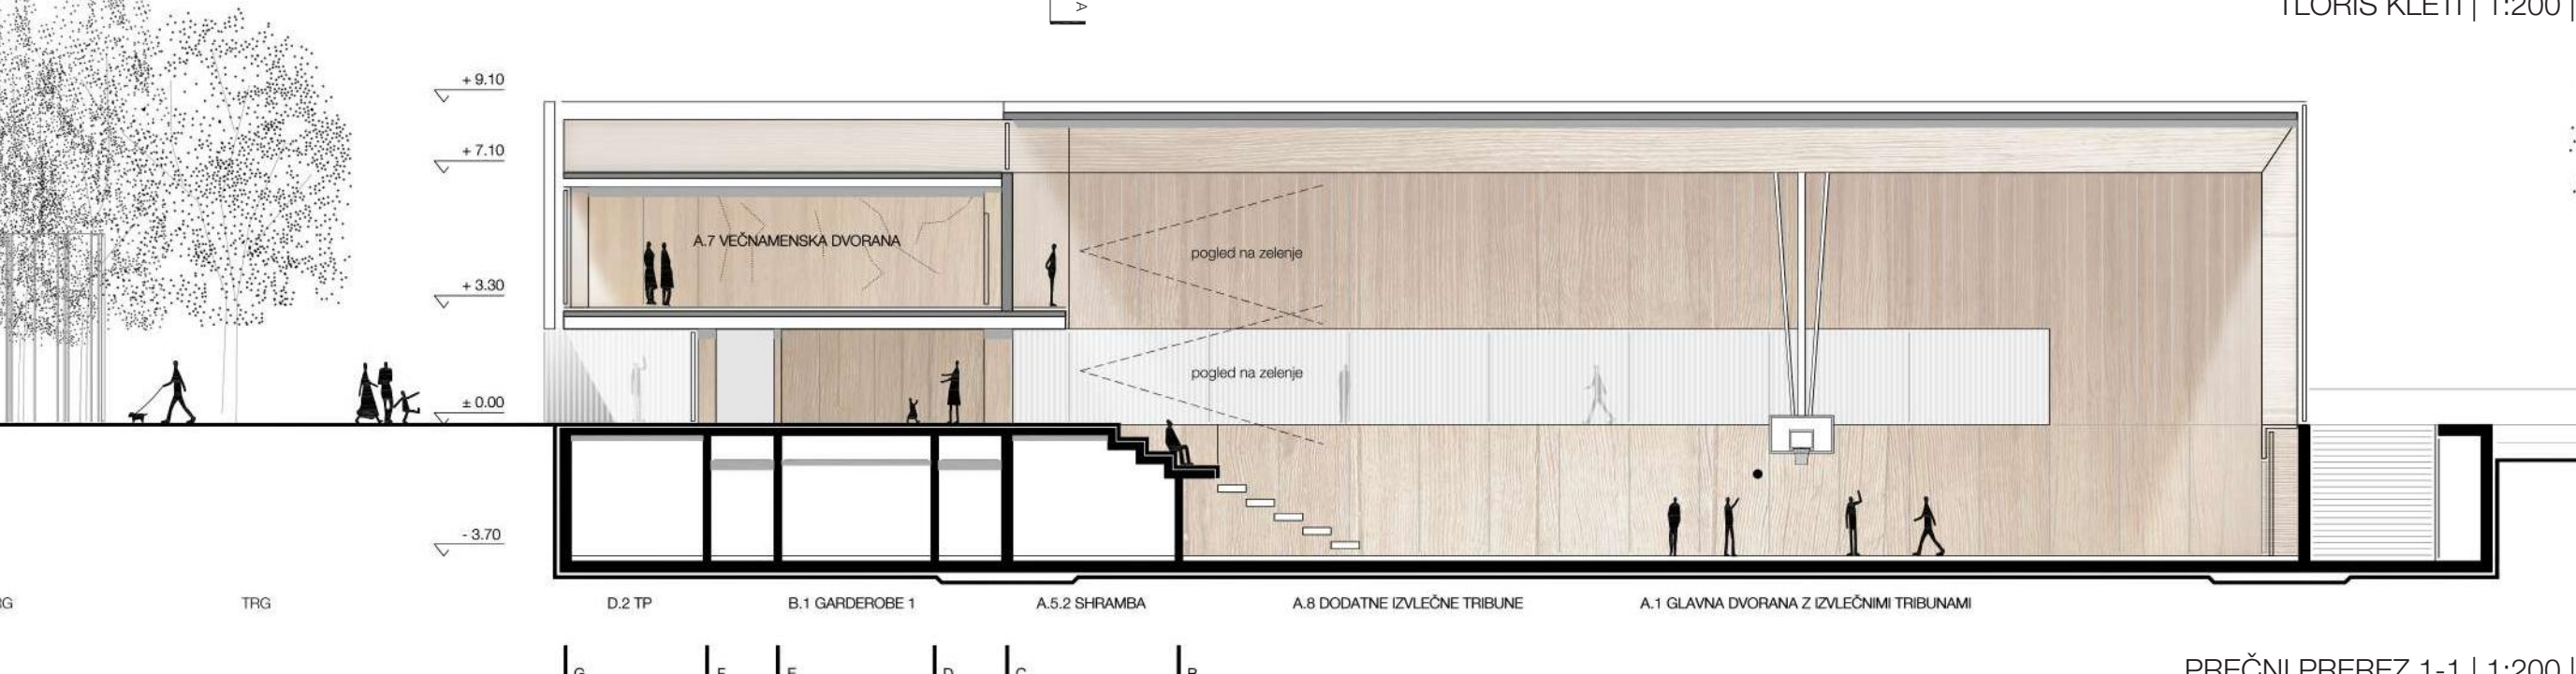 A
TLORIS KLETI | 1:200 |
+ 9.10
+ 7.10
A.7 VEČNAMENSKA DVORANA
pogled na zelenje
+ 3.30
pogled na zelenje
± 0.00
- 3.70
TRG
D.2 TP
B.1 GARDEROBE 1
A.5.2 SHRAMBA
A.8 DODATNE IZVLEČNE TRIBUNE
A.1 GLAVNA DVORANA Z IZVLEČNIMI TRIBUNAMI
PREČNI PREREZ 1-1 | 1:200 |